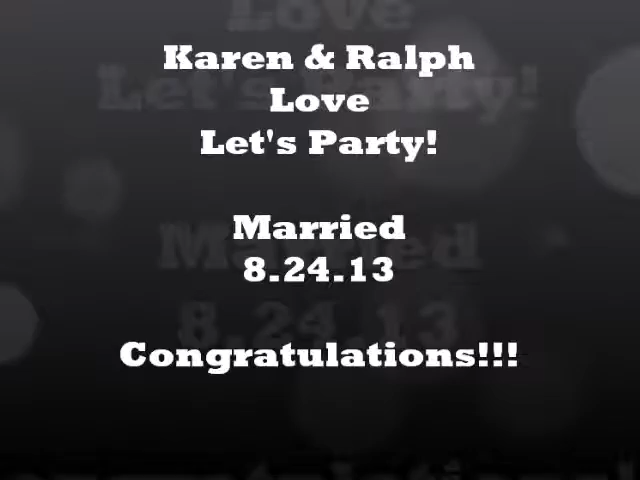 Karen & Ralph
Love
Let's Party!
Married
8.24.13
Congratulations!!!